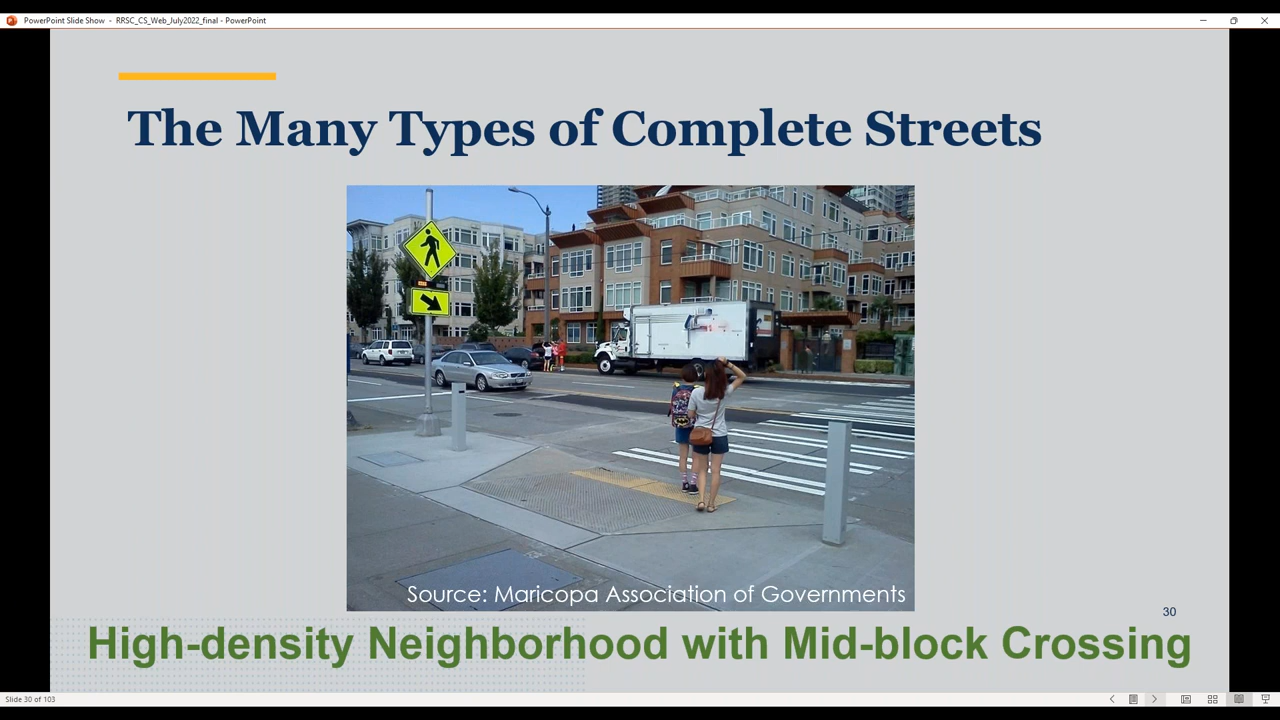 PowerPoint Slide Show - RRSC_CS_Web_July2022_final - PowerPoint
The Many Types of Complete Streets
Source: Maricopa Association of Governments
30
High-density Neighborhood with Mid-block Crossing
Slide 30 of 103